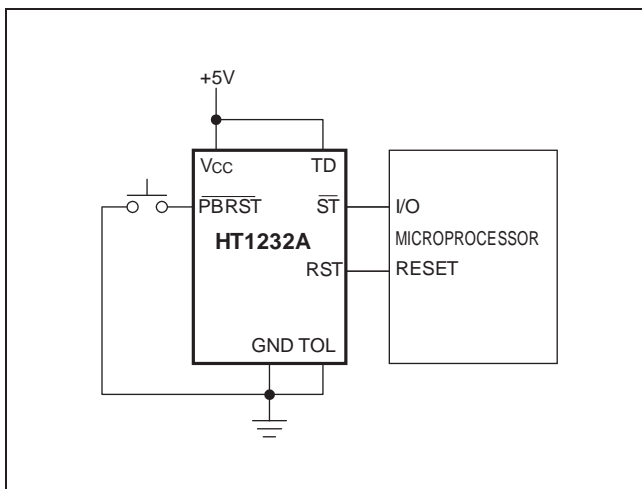 +5V
VCC TD
PBRST ST I/O
HT1232A MICROPROCESSOR
RST RESET
GND TOL